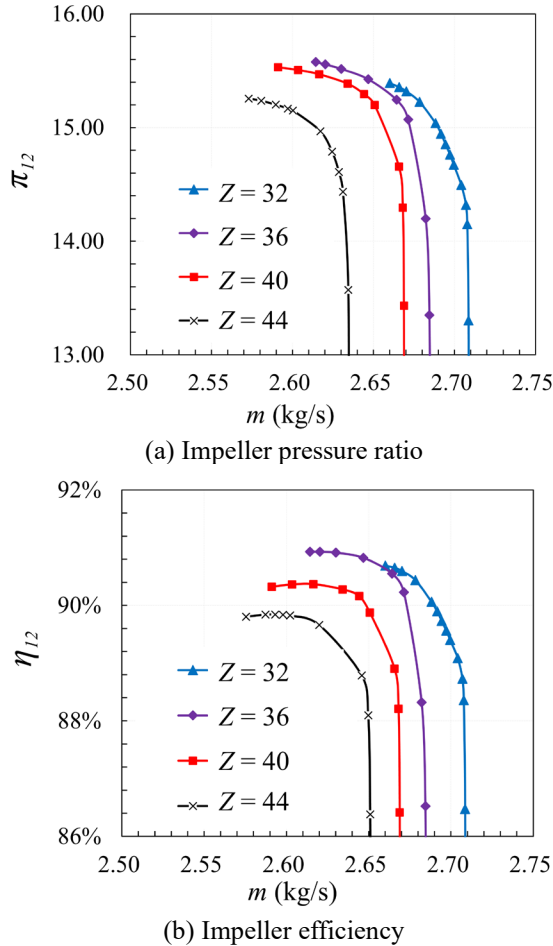 16.00
15.00
14.00
13.00
π12
Z = 32
Z = 36
Z = 40
Z = 44
2.50 2.55 2.60 2.65 2.70 2.75
m (kg/s)
(a) Impeller pressure ratio
92%
90%
88%
86%
η12
Z = 32
Z = 36
Z = 40
Z = 44
2.50 2.55 2.60 2.65 2.70 2.75
m (kg/s)
(b) Impeller efficiency